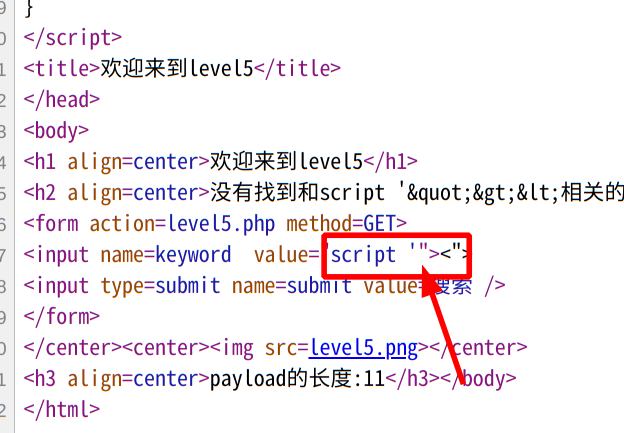 }
</script>
<title>欢迎来到level5</title>
</head>
<body>
<h1 align=center>欢迎来到level5</h1>
<h2 align=center>没有找到和script '&quot;&gt;&lt;相关的
<form action=level5.php method=GET>
<input name=keyword  value="script '"><">
<input type=submit name=submit value=搜索 />
</form>
</center><center><img src=level5.png></center>
<h3 align=center>payload的长度:11</h3></body>
</html>